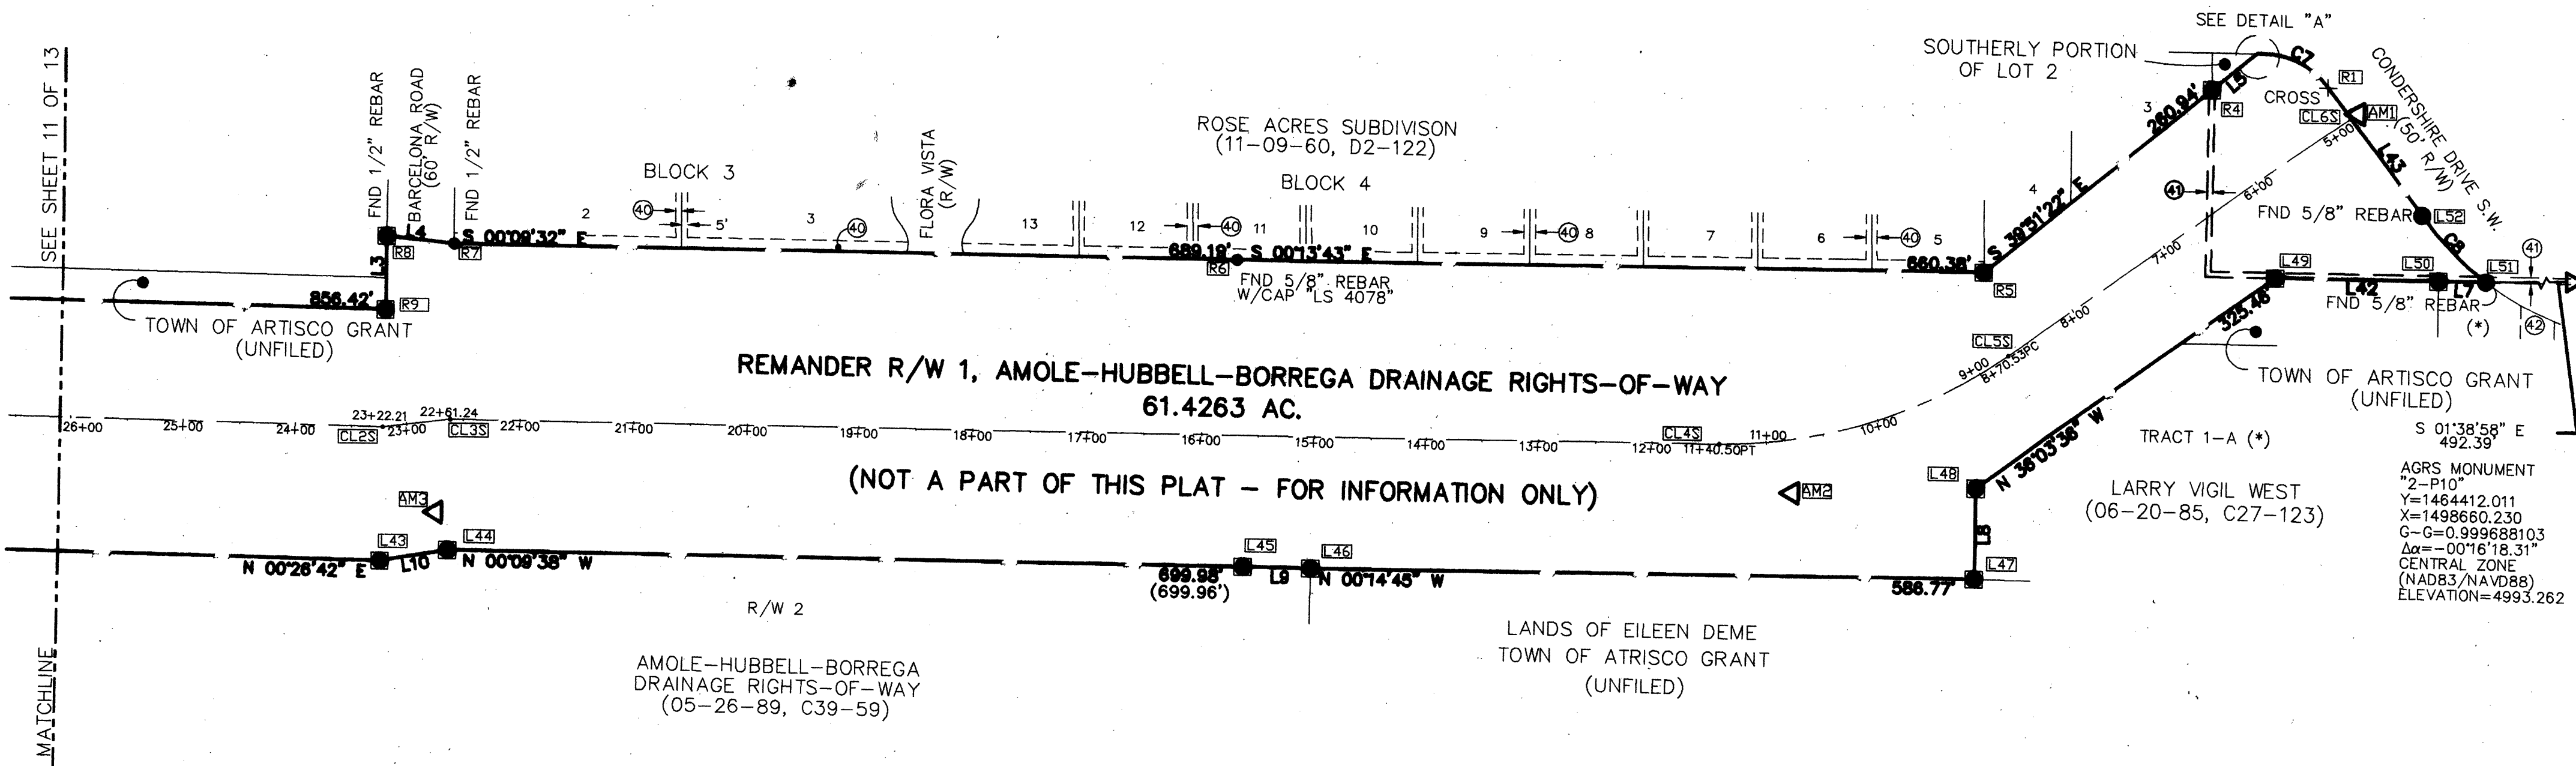 SEE SHEET 11 OF 13
MATCHLINE
FND 1/2" REBAR
BARCELONA ROAD
(60' R/W)
FND 1/2" REBAR
L3
L4
R8
R7
R9
S 00°09'32" E
856.42'
TOWN OF ARTISCO GRANT
(UNFILED)
BLOCK 3
2
40
5'
3
40
FLORA VISTA
(R/W)
ROSE ACRES SUBDIVISON
(11-09-60, D2-122)
BLOCK 4
13
12
40
11
10
9
40
8
7
6
40
5
689.19'
R6
S 00°13'43" E
FND 5/8" REBAR
W/CAP "LS 4078"
660.38'
R5
S 39°51'22" E
260.94'
4
3
SEE DETAIL "A"
SOUTHERLY PORTION
OF LOT 2
L5
C7
R4
R1
CROSS
CL6S
AM1
CONDERSHIRE DRIVE S.W.
(50' R/W)
L43
5+00
6+00
7+00
8+00
9+00
8+70.53PC
CL5S
41
FND 5/8" REBAR
L52
C8
41
L49
L50
L51
L42
L7
FND 5/8" REBAR
(*)
42
325.46'
TOWN OF ARTISCO GRANT
(UNFILED)
N 36°03'36" W
TRACT 1-A (*)
LARRY VIGIL WEST
(06-20-85, C27-123)
S 01°38'58" E
492.39'
AGRS MONUMENT
"2-P10"
Y=1464412.011
X=1498660.230
G-G=0.999688103
Δα=-00°16'18.31"
CENTRAL ZONE
(NAD83/NAVD88)
ELEVATION=4993.262
REMANDER R/W 1, AMOLE-HUBBELL-BORREGA DRAINAGE RIGHTS-OF-WAY
61.4263 AC.
26+00
25+00
24+00
23+22.21
CL2S
23+00
22+61.24
CL3S
22+00
21+00
20+00
19+00
18+00
17+00
16+00
15+00
14+00
13+00
12+00
CL4S
11+40.50PT
11+00
10+00
(NOT A PART OF THIS PLAT - FOR INFORMATION ONLY)
AM3
AM2
L48
L8
L47
L43
L44
N 00°26'42" E
L10
N 00°09'38" W
L45
L46
699.98'
(699.96')
L9
N 00°14'45" W
586.77'
R/W 2
AMOLE-HUBBELL-BORREGA
DRAINAGE RIGHTS-OF-WAY
(05-26-89, C39-59)
LANDS OF EILEEN DEME
TOWN OF ATRISCO GRANT
(UNFILED)